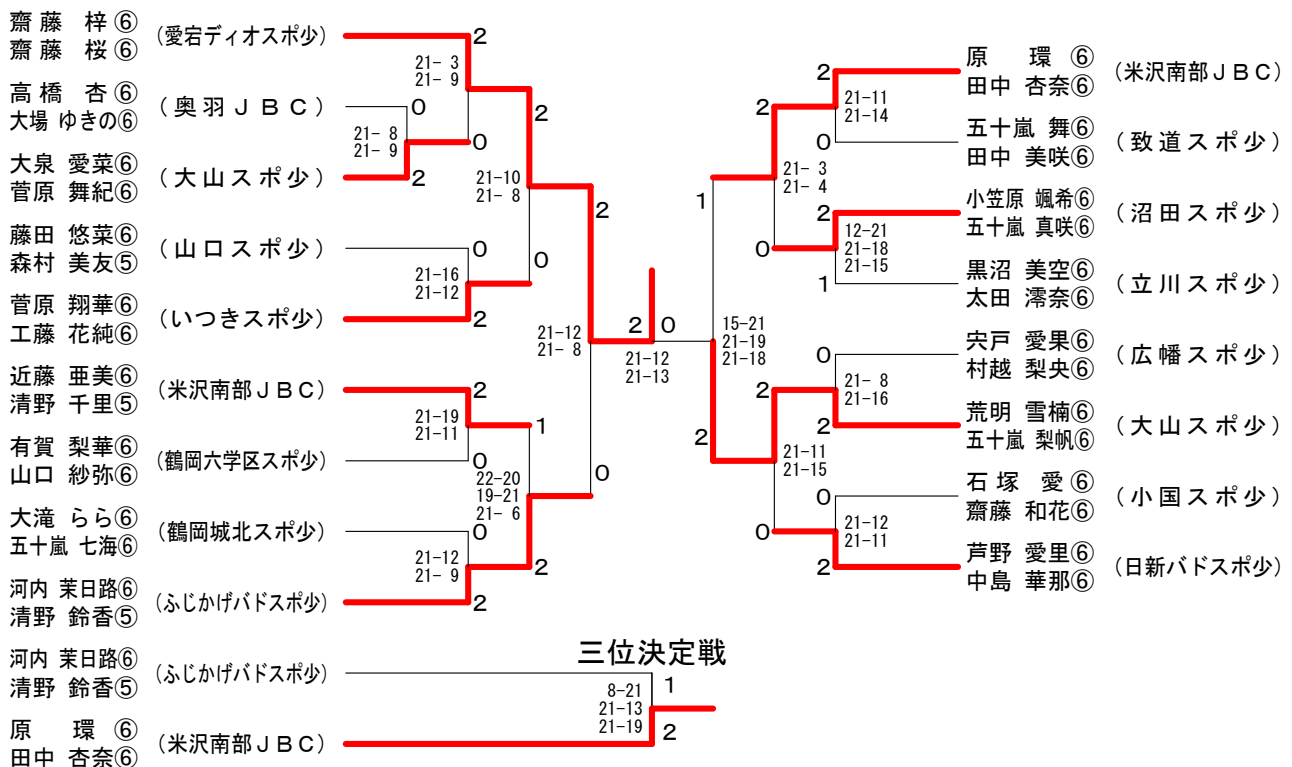 齋藤 梓⑥
齋藤 桜⑥
(愛宕ディオスポ少)
高橋 杏⑥
大場 ゆきの⑥
(奥羽ＪＢＣ)
大泉 愛菜⑥
菅原 舞紀⑥
(大山スポ少)
藤田 悠菜⑥
森村 美友⑤
(山口スポ少)
菅原 翔華⑥
工藤 花純⑥
(いつきスポ少)
近藤 亜美⑥
清野 千里⑤
(米沢南部ＪＢＣ)
有賀 梨華⑥
山口 紗弥⑥
(鶴岡六学区スポ少)
大滝 らら⑥
五十嵐 七海⑥
(鶴岡城北スポ少)
河内 茉日路⑥
清野 鈴香⑤
(ふじかげバドスポ少)
2
21- 3
21- 9
0
0
21- 8
21- 9
2
2
21-10
21- 8
0
0
21-16
21-12
2
2
21-12
21- 8
0
2
21-19
21-11
0
1
22-20
19-21
21- 6
2
0
21-12
21- 9
2
2
0
21-12
21-13
1
15-21
21-19
21-18
2
2
21- 3
21- 4
0
2
21-11
21-14
0
2
12-21
21-18
21-15
1
2
21-11
21-15
0
0
21- 8
21-16
2
0
21-12
21-11
2
原 環⑥
田中 杏奈⑥
(米沢南部ＪＢＣ)
五十嵐 舞⑥
田中 美咲⑥
(致道スポ少)
小笠原 颯希⑥
五十嵐 真咲⑥
(沼田スポ少)
黒沼 美空⑥
太田 澪奈⑥
(立川スポ少)
宍戸 愛果⑥
村越 梨央⑥
(広幡スポ少)
荒明 雪楠⑥
五十嵐 梨帆⑥
(大山スポ少)
石塚 愛⑥
齋藤 和花⑥
(小国スポ少)
芦野 愛里⑥
中島 華那⑥
(日新バドスポ少)
三位決定戦
河内 茉日路⑥
清野 鈴香⑤
(ふじかげバドスポ少)
1
8-21
21-13
21-19
2
原 環⑥
田中 杏奈⑥
(米沢南部ＪＢＣ)